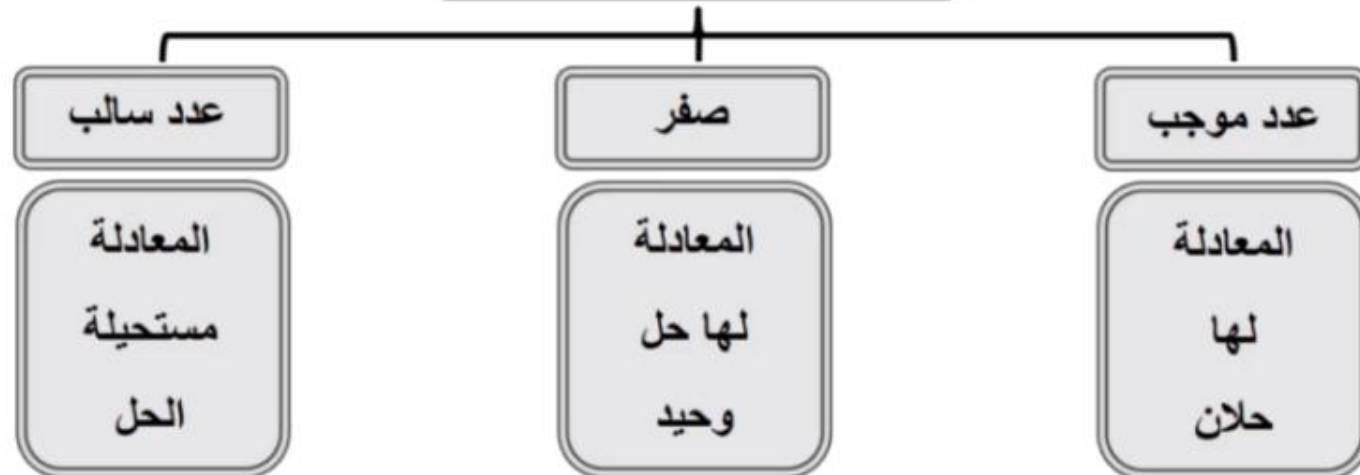 عدد موجب
صفر
عدد سالب
المعادلة
لها
حلان
المعادلة
لها حل
وحيد
المعادلة
مستحيلة
الحل